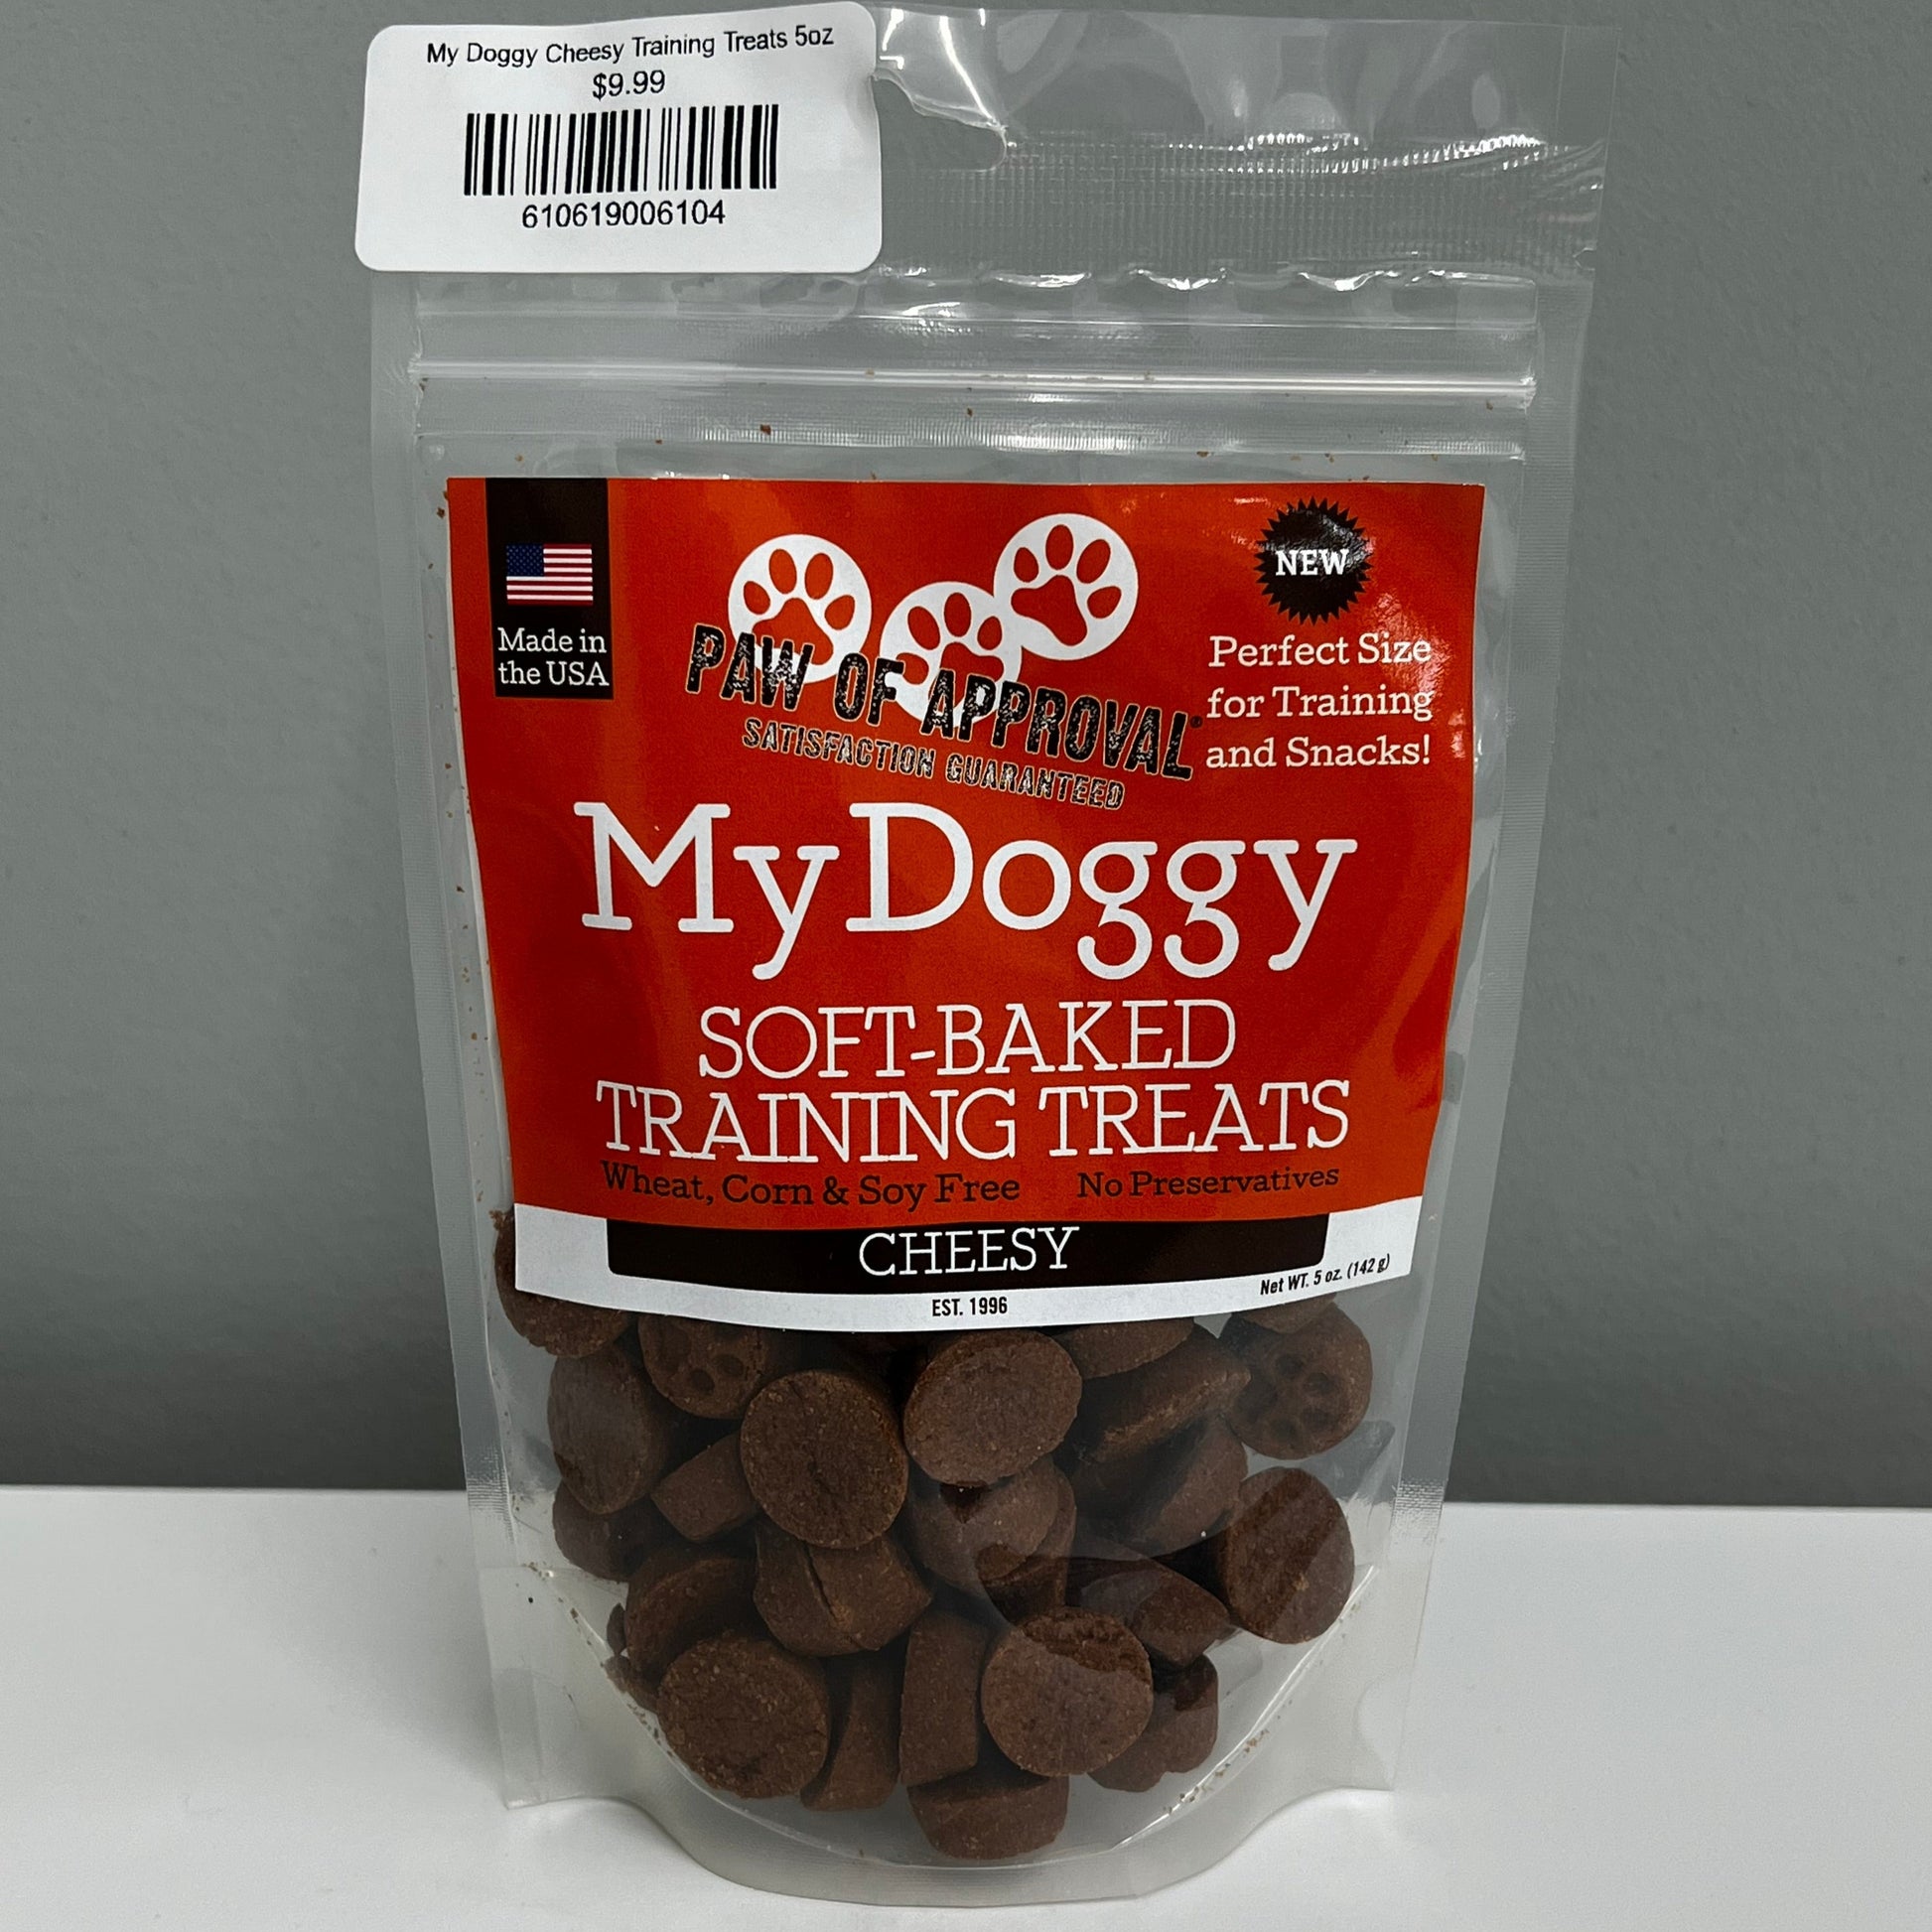 My Doggy Cheesy Training Treats 5oz
$9.99
610619006104
Made in
the USA
PAW OF APPROVAL®
SATISFACTION GUARANTEED
NEW
Perfect Size
for Training
and Snacks!
My Doggy
SOFT-BAKED
TRAINING TREATS
Wheat, Corn & Soy Free No Preservatives
CHEESY
Net WT. 5 oz. (142 g)
EST. 1996